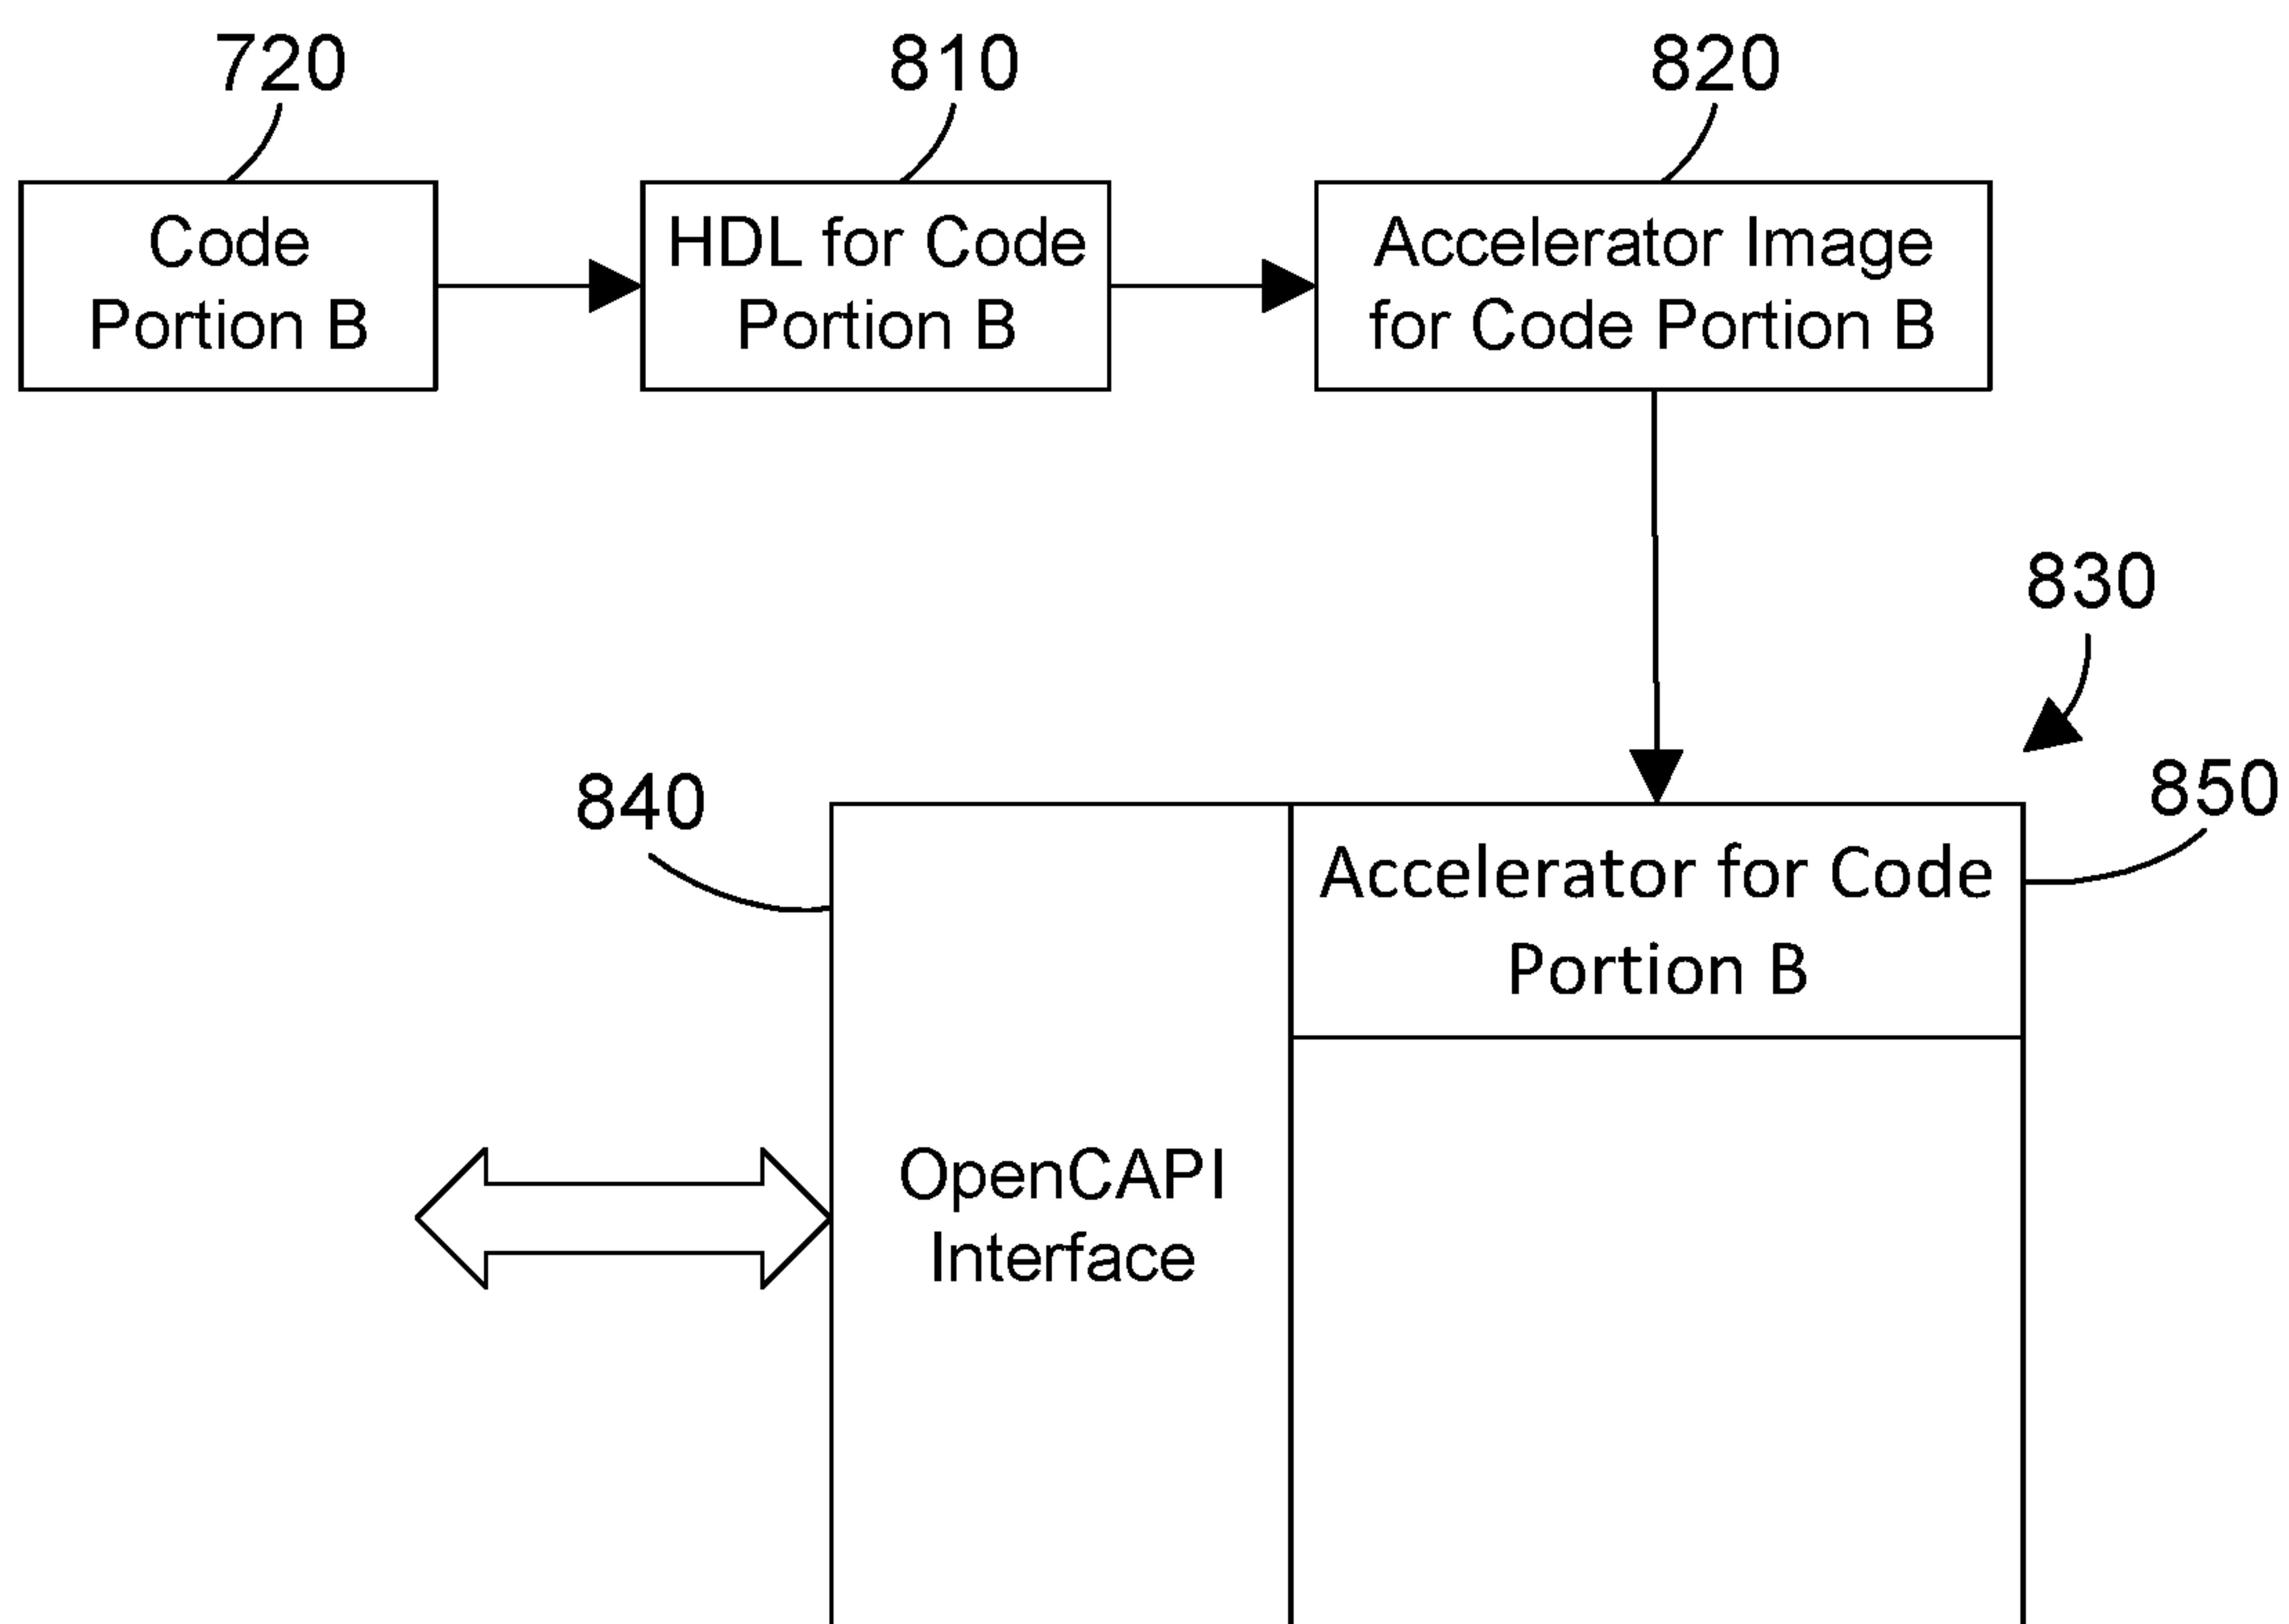 720
810
820
Code
Portion B
HDL for Code
Portion B
Accelerator Image
for Code Portion B
830
840
850
Accelerator for Code
Portion B
OpenCAPI
Interface